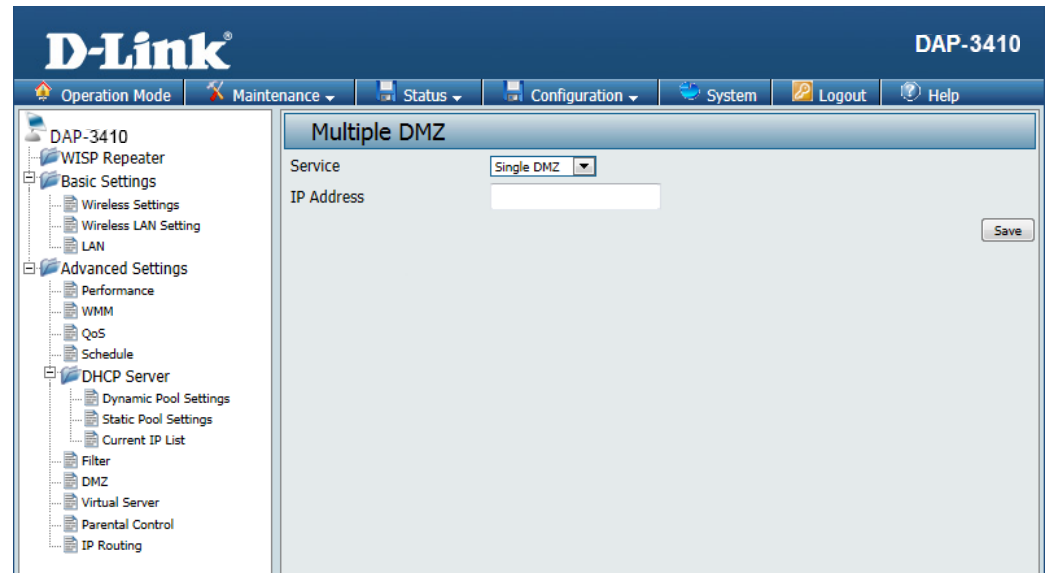 D-Link®
DAP-3410
Operation Mode Maintenance Status Configuration System Logout Help
DAP-3410
WISP Repeater
Basic Settings
Wireless Settings
Wireless LAN Setting
LAN
Advanced Settings
Performance
WMM
QoS
Schedule
DHCP Server
Dynamic Pool Settings
Static Pool Settings
Current IP List
Filter
DMZ
Virtual Server
Parental Control
IP Routing
Multiple DMZ
Service Single DMZ
IP Address
Save